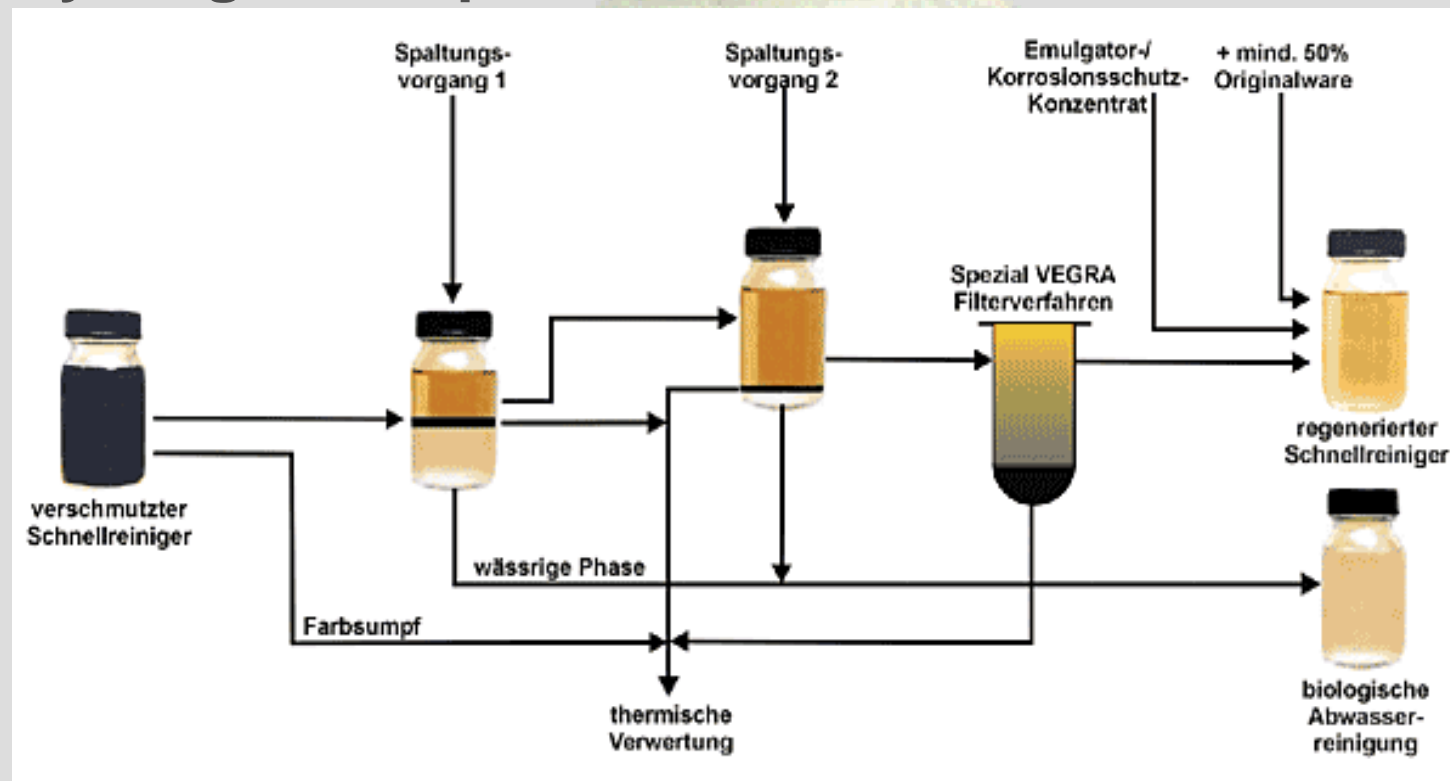 Spaltungs-
vorgang 1
Spaltungs-
vorgang 2
Emulgator-/
Korrosionsschutz-
Konzentrat
+ mind. 50%
Originalware
Spezial VEGRA
Filterverfahren
regenerierter
Schnellreiniger
verschmutzter
Schnellreiniger
wässrige Phase
Farbsumpf
thermische
Verwertung
biologische
Abwasser-
reinigung